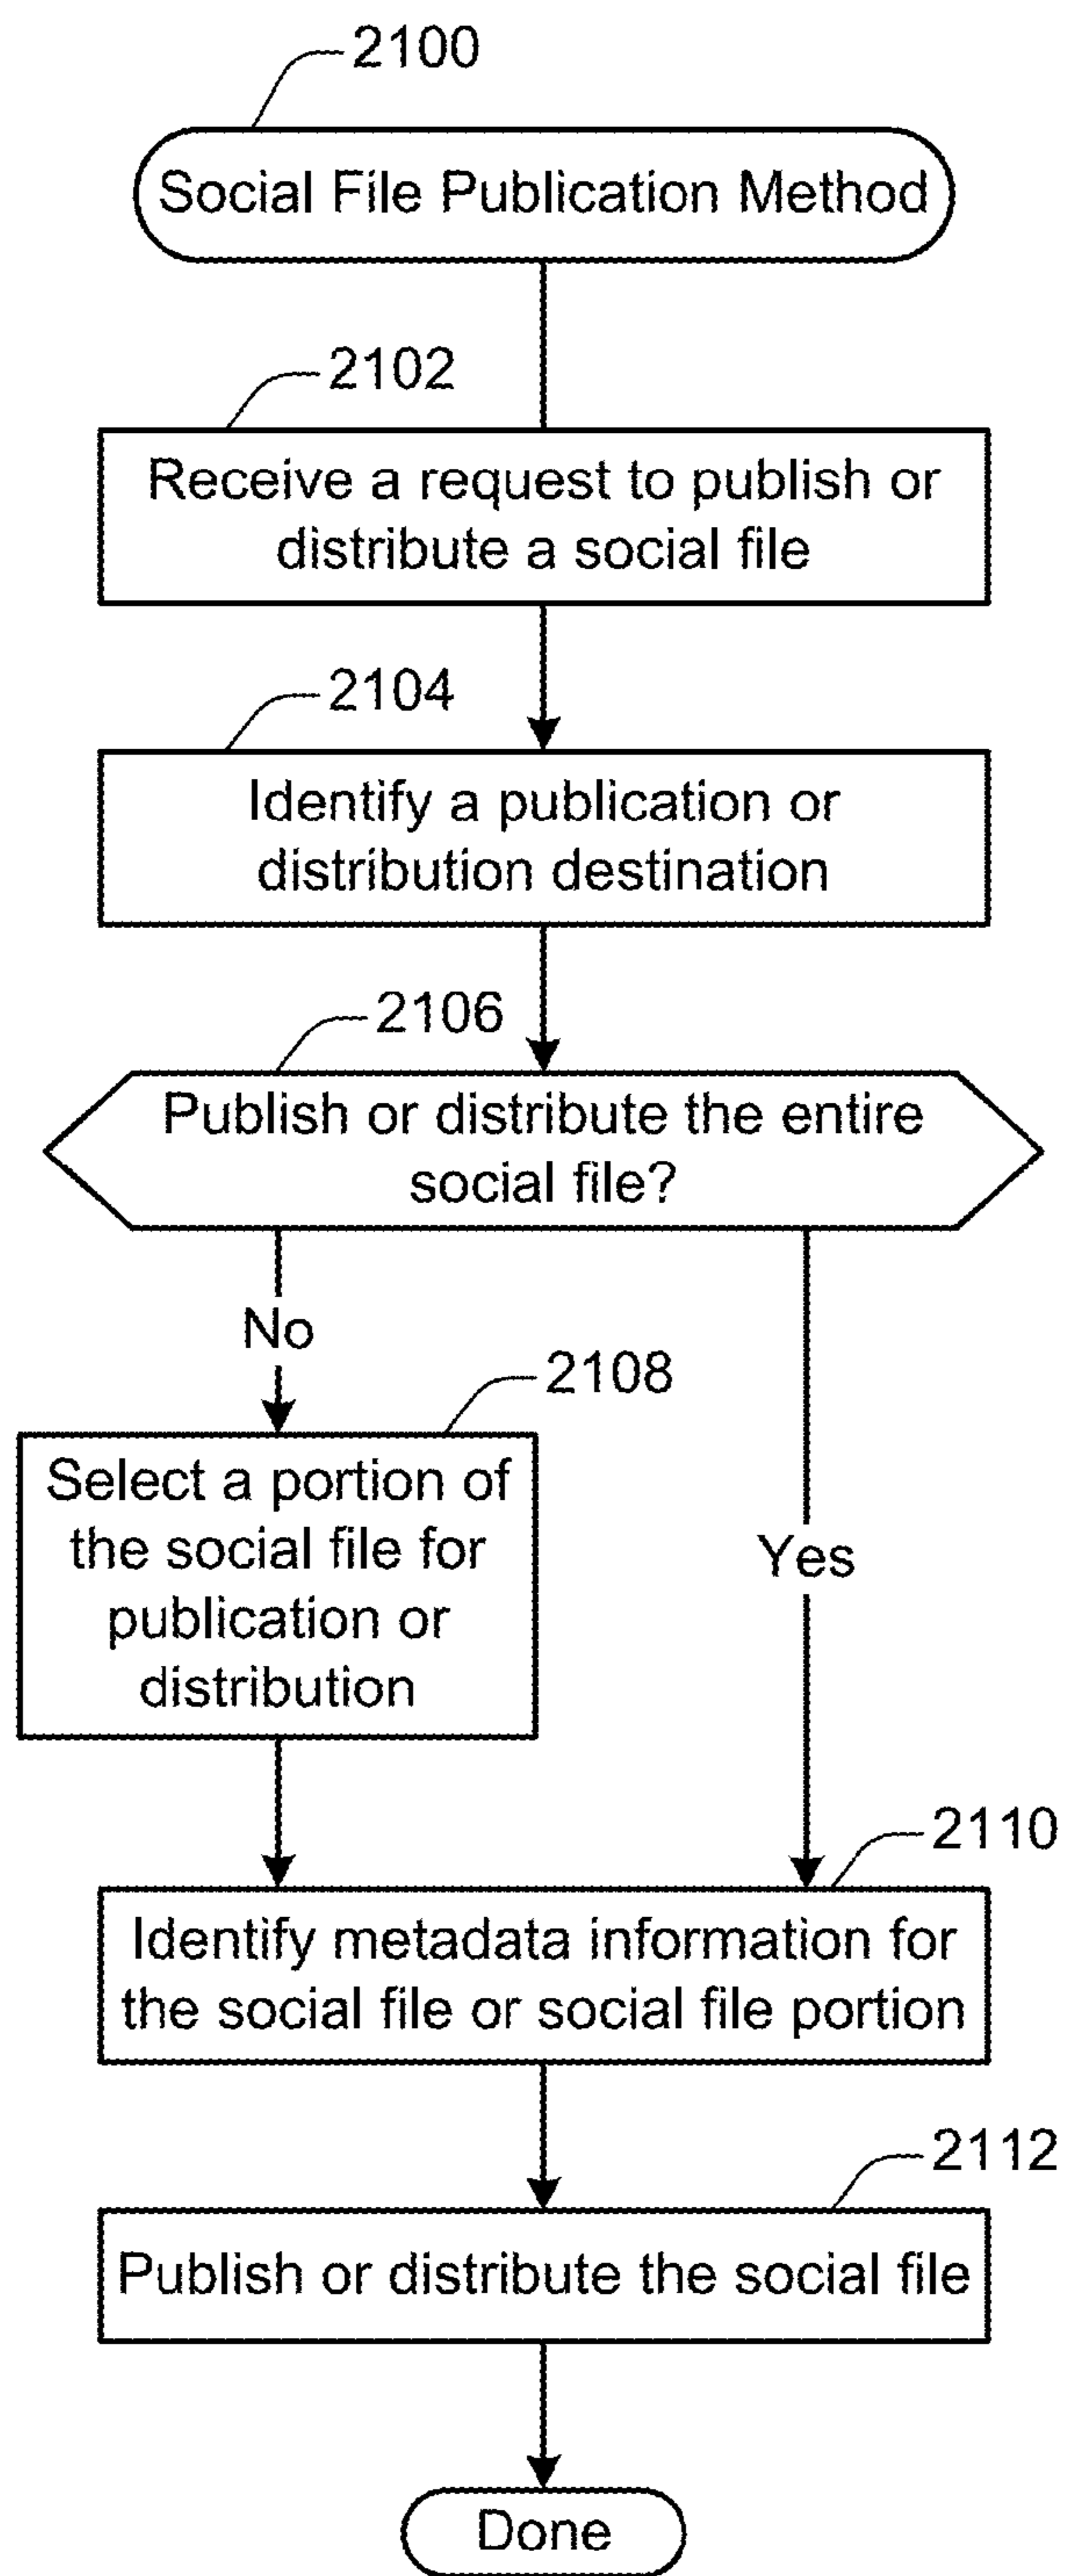 2100
Social File Publication Method
2102
Receive a request to publish or
distribute a social file
2104
Identify a publication or
distribution destination
2106
Publish or distribute the entire
social file?
No
2108
Select a portion of
the social file for
publication or
distribution
Yes
2110
Identify metadata information for
the social file or social file portion
2112
Publish or distribute the social file
Done